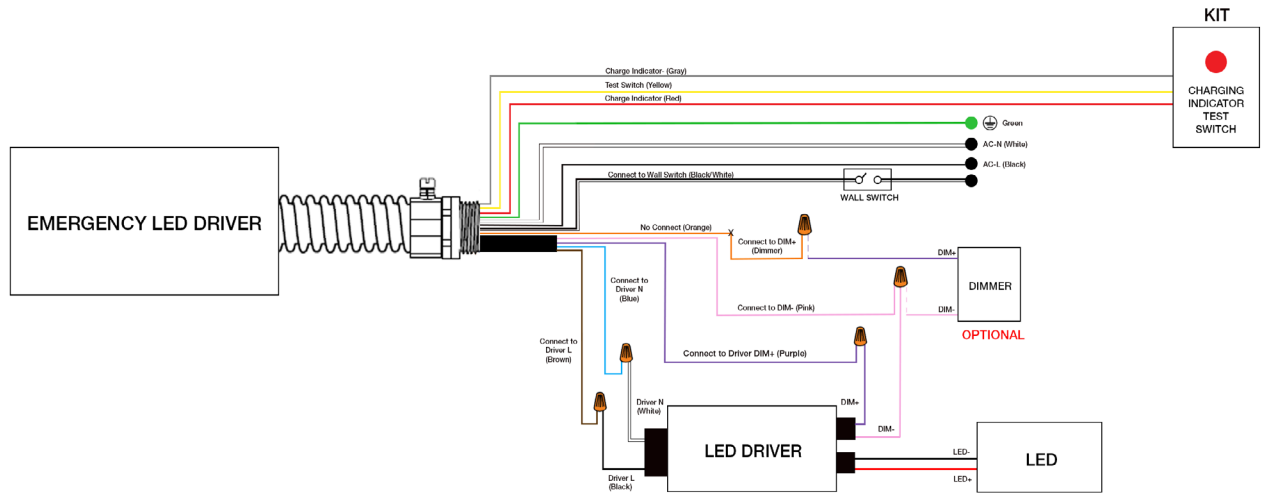 KIT
Charge Indicator- (Gray)
Test Switch (Yellow)
Charge Indicator (Red)
CHARGING
INDICATOR
TEST
SWITCH
Green
AC-N (White)
AC-L (Black)
Connect to Wall Switch (Black/White)
WALL SWITCH
EMERGENCY LED DRIVER
No Connect (Orange)
X
Connect to DIM+
(Dimmor)
DIM+
DIMMER
DIM-
OPTIONAL
Connect to
Driver N
(Blue)
Connect to DIM- (Pink)
Connect to
Driver L
(Brown)
Connect to Driver DIM+ (Purple)
Driver N
(White)
DIM+
DIM-
LED DRIVER
LED-
LED+
LED
Driver L
(Black)